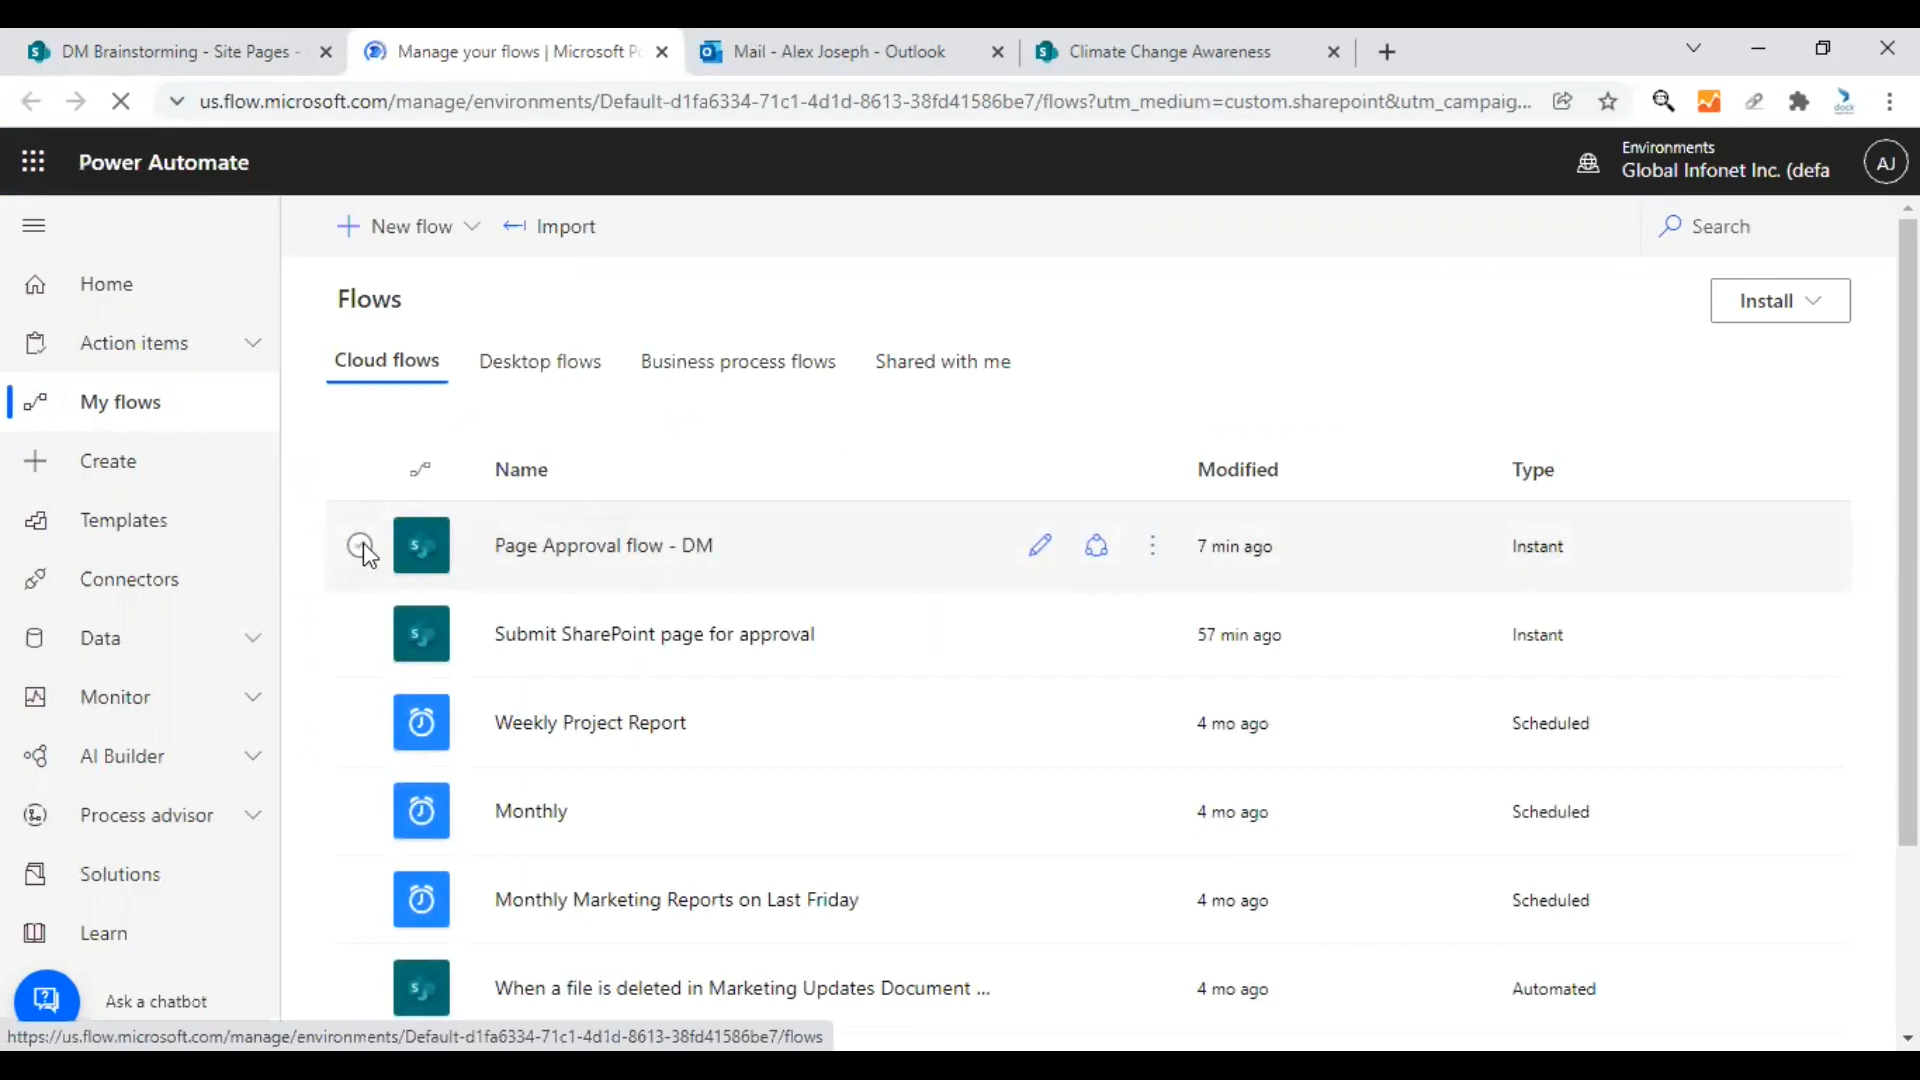 DM Brainstorming - Site Pages -
Manage your flows | Microsoft Po
Mail - Alex Joseph - Outlook
Climate Change Awareness
us.flow.microsoft.com/manage/environments/Default-d1fa6334-71c1-4d1d-8613-38fd41586be7/flows?utm_medium=custom.sharepoint&utm_campaig...
dock
Power Automate
Environments
Global Infonet Inc. (defa
AJ
New flow
Import
Search
Home
Action items
My flows
Create
Templates
Connectors
Data
Monitor
AI Builder
Process advisor
Solutions
Learn
Ask a chatbot
Flows
Install
Cloud flows
Desktop flows
Business process flows
Shared with me
Name Modified Type
Page Approval flow - DM 7 min ago Instant
Submit SharePoint page for approval 57 min ago Instant
Weekly Project Report 4 mo ago Scheduled
Monthly 4 mo ago Scheduled
Monthly Marketing Reports on Last Friday 4 mo ago Scheduled
When a file is deleted in Marketing Updates Document ... 4 mo ago Automated
https://us.flow.microsoft.com/manage/environments/Default-d1fa6334-71c1-4d1d-8613-38fd41586be7/flows